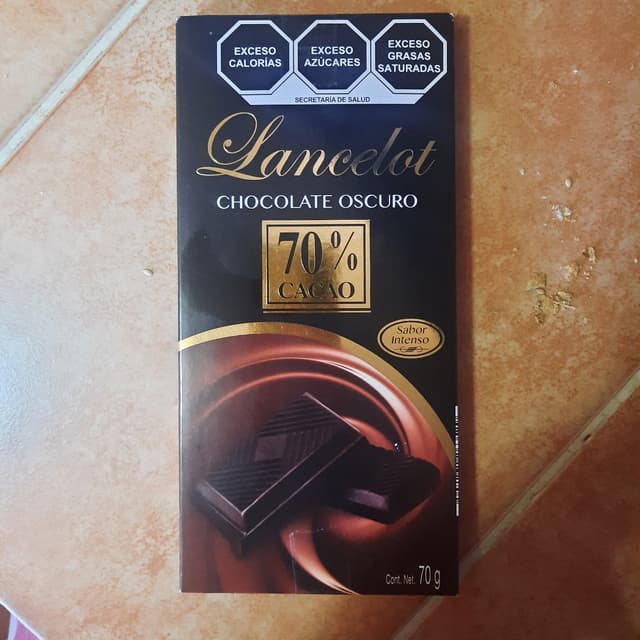 EXCESO
CALORÍAS
EXCESO
AZÚCARES
EXCESO
GRASAS
SATURADAS
SECRETARÍA DE SALUD
Lancelot
CHOCOLATE OSCURO
70%
CACAO
Sabor
Intenso
Cont. Net. 70 g